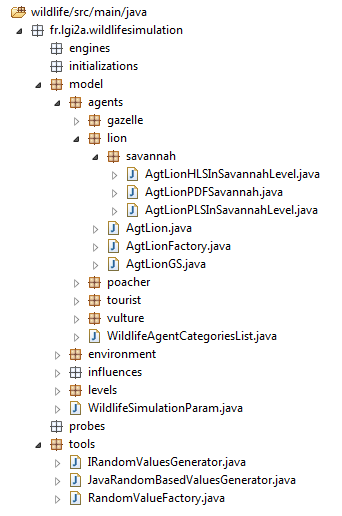 wildlife/src/main/java
fr.lgi2a.wildlifesimulation
engines
initializations
model
agents
gazelle
lion
savannah
AgtLionHLSInSavannahLevel.java
AgtLionPDFSavannah.java
AgtLionPLSInSavannahLevel.java
AgtLion.java
AgtLionFactory.java
AgtLionGS.java
poacher
tourist
vulture
WildlifeAgentCategoriesList.java
environment
influences
levels
WildlifeSimulationParam.java
probes
tools
IRandomValuesGenerator.java
JavaRandomBasedValuesGenerator.java
RandomValueFactory.java